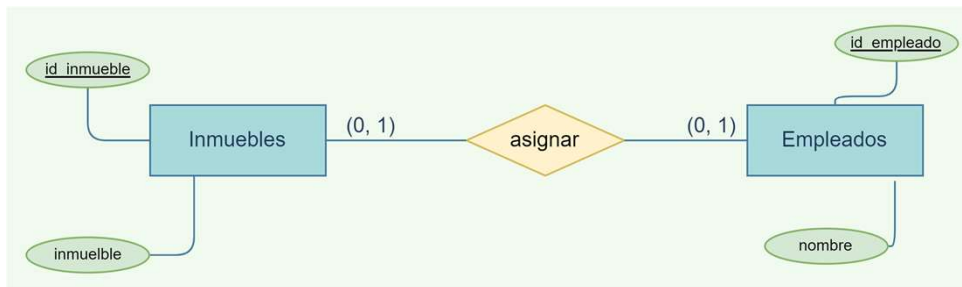 id_empleado
id_inmueble
Inmuebles
(0, 1)
asignar
(0, 1)
Empleados
inmuelble
nombre